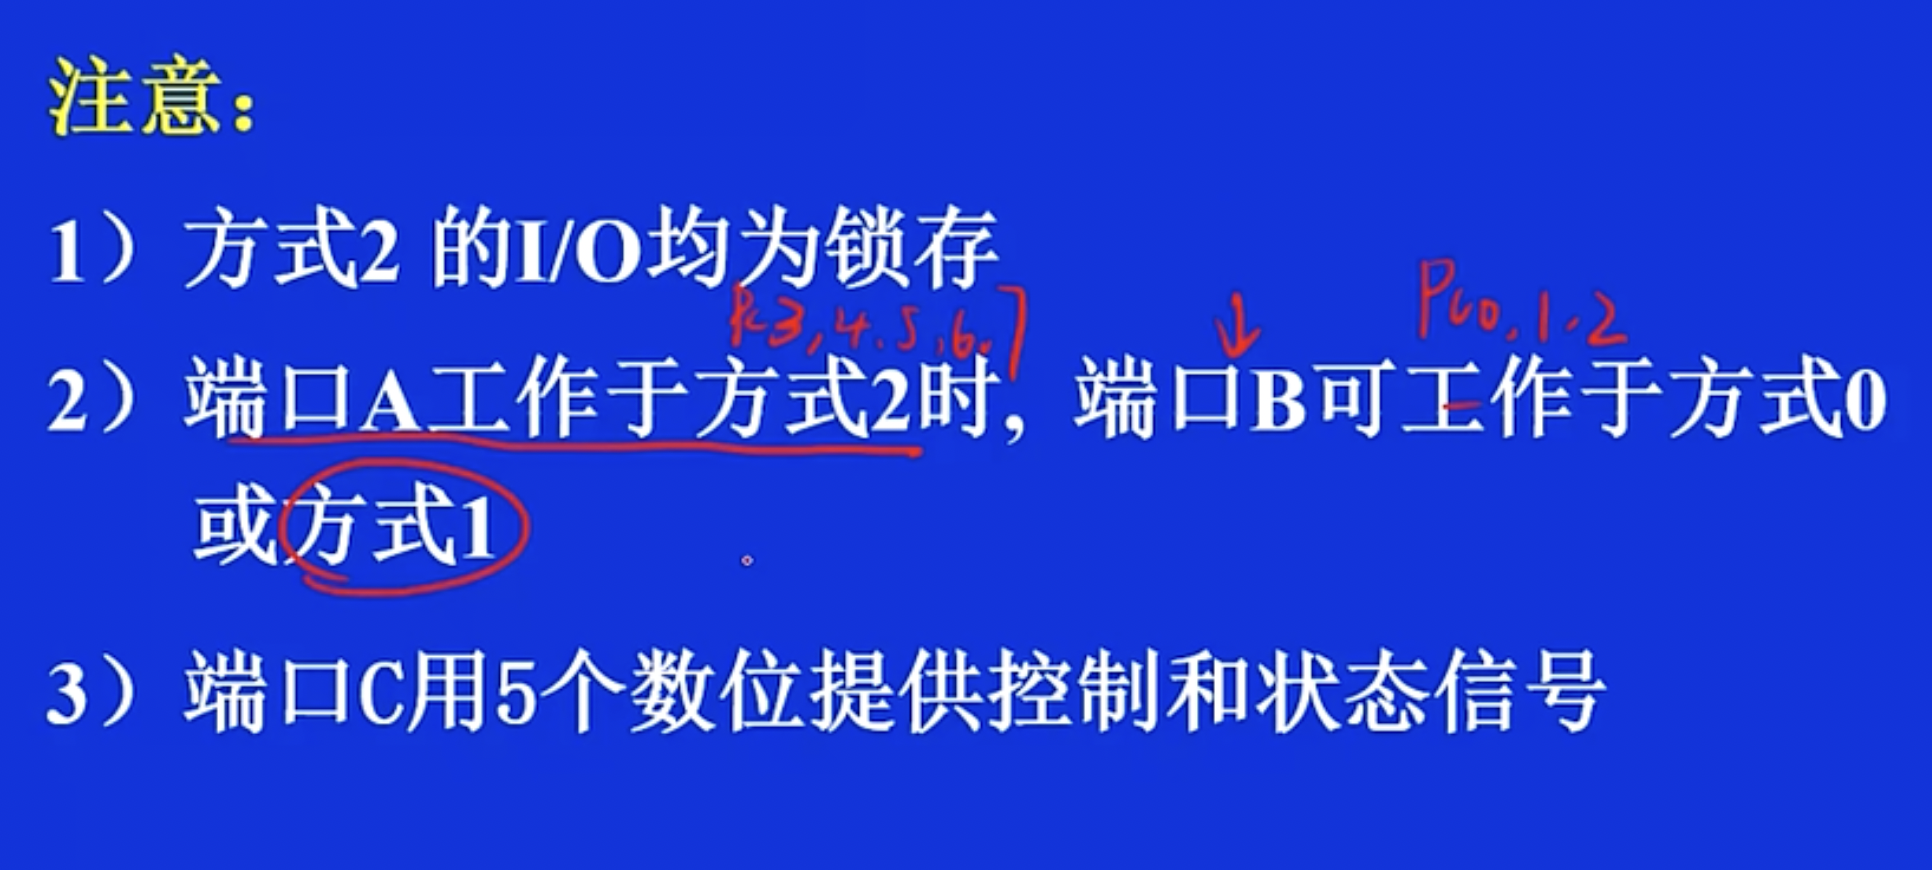 注意：
1）方式2 的I/O均为锁存
Pc3,4.5,6.7
Pc0.1.2
2）端口A工作于方式2时，端口B可工作于方式0
或方式1
3）端口C用5个数位提供控制和状态信号